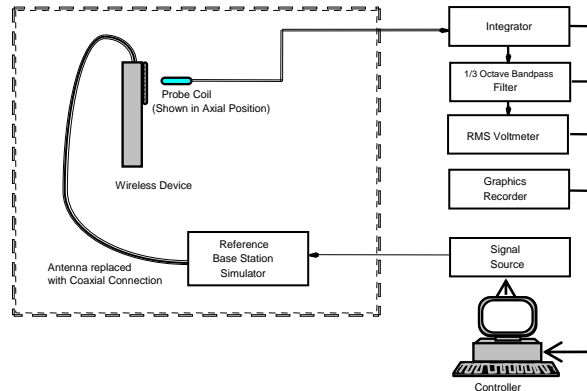 Integrator
1/3 Octave Bandpass
Filter
RMS Voltmeter
Graphics
Recorder
Probe Coil
(Shown in Axial Position)
Wireless Device
Reference
Base Station
Simulator
Antenna replaced
with Coaxial Connection
Signal
Source
Controller